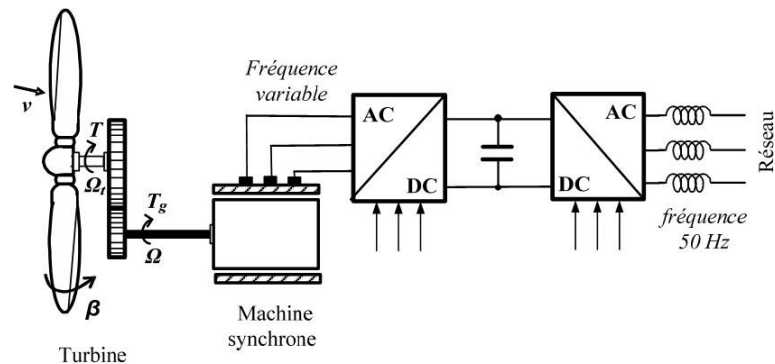 v
T
Ωt
Tg
Ω
β
Turbine
Machine
synchrone
Fréquence
variable
AC
DC
AC
DC
Réseau
fréquence
50 Hz